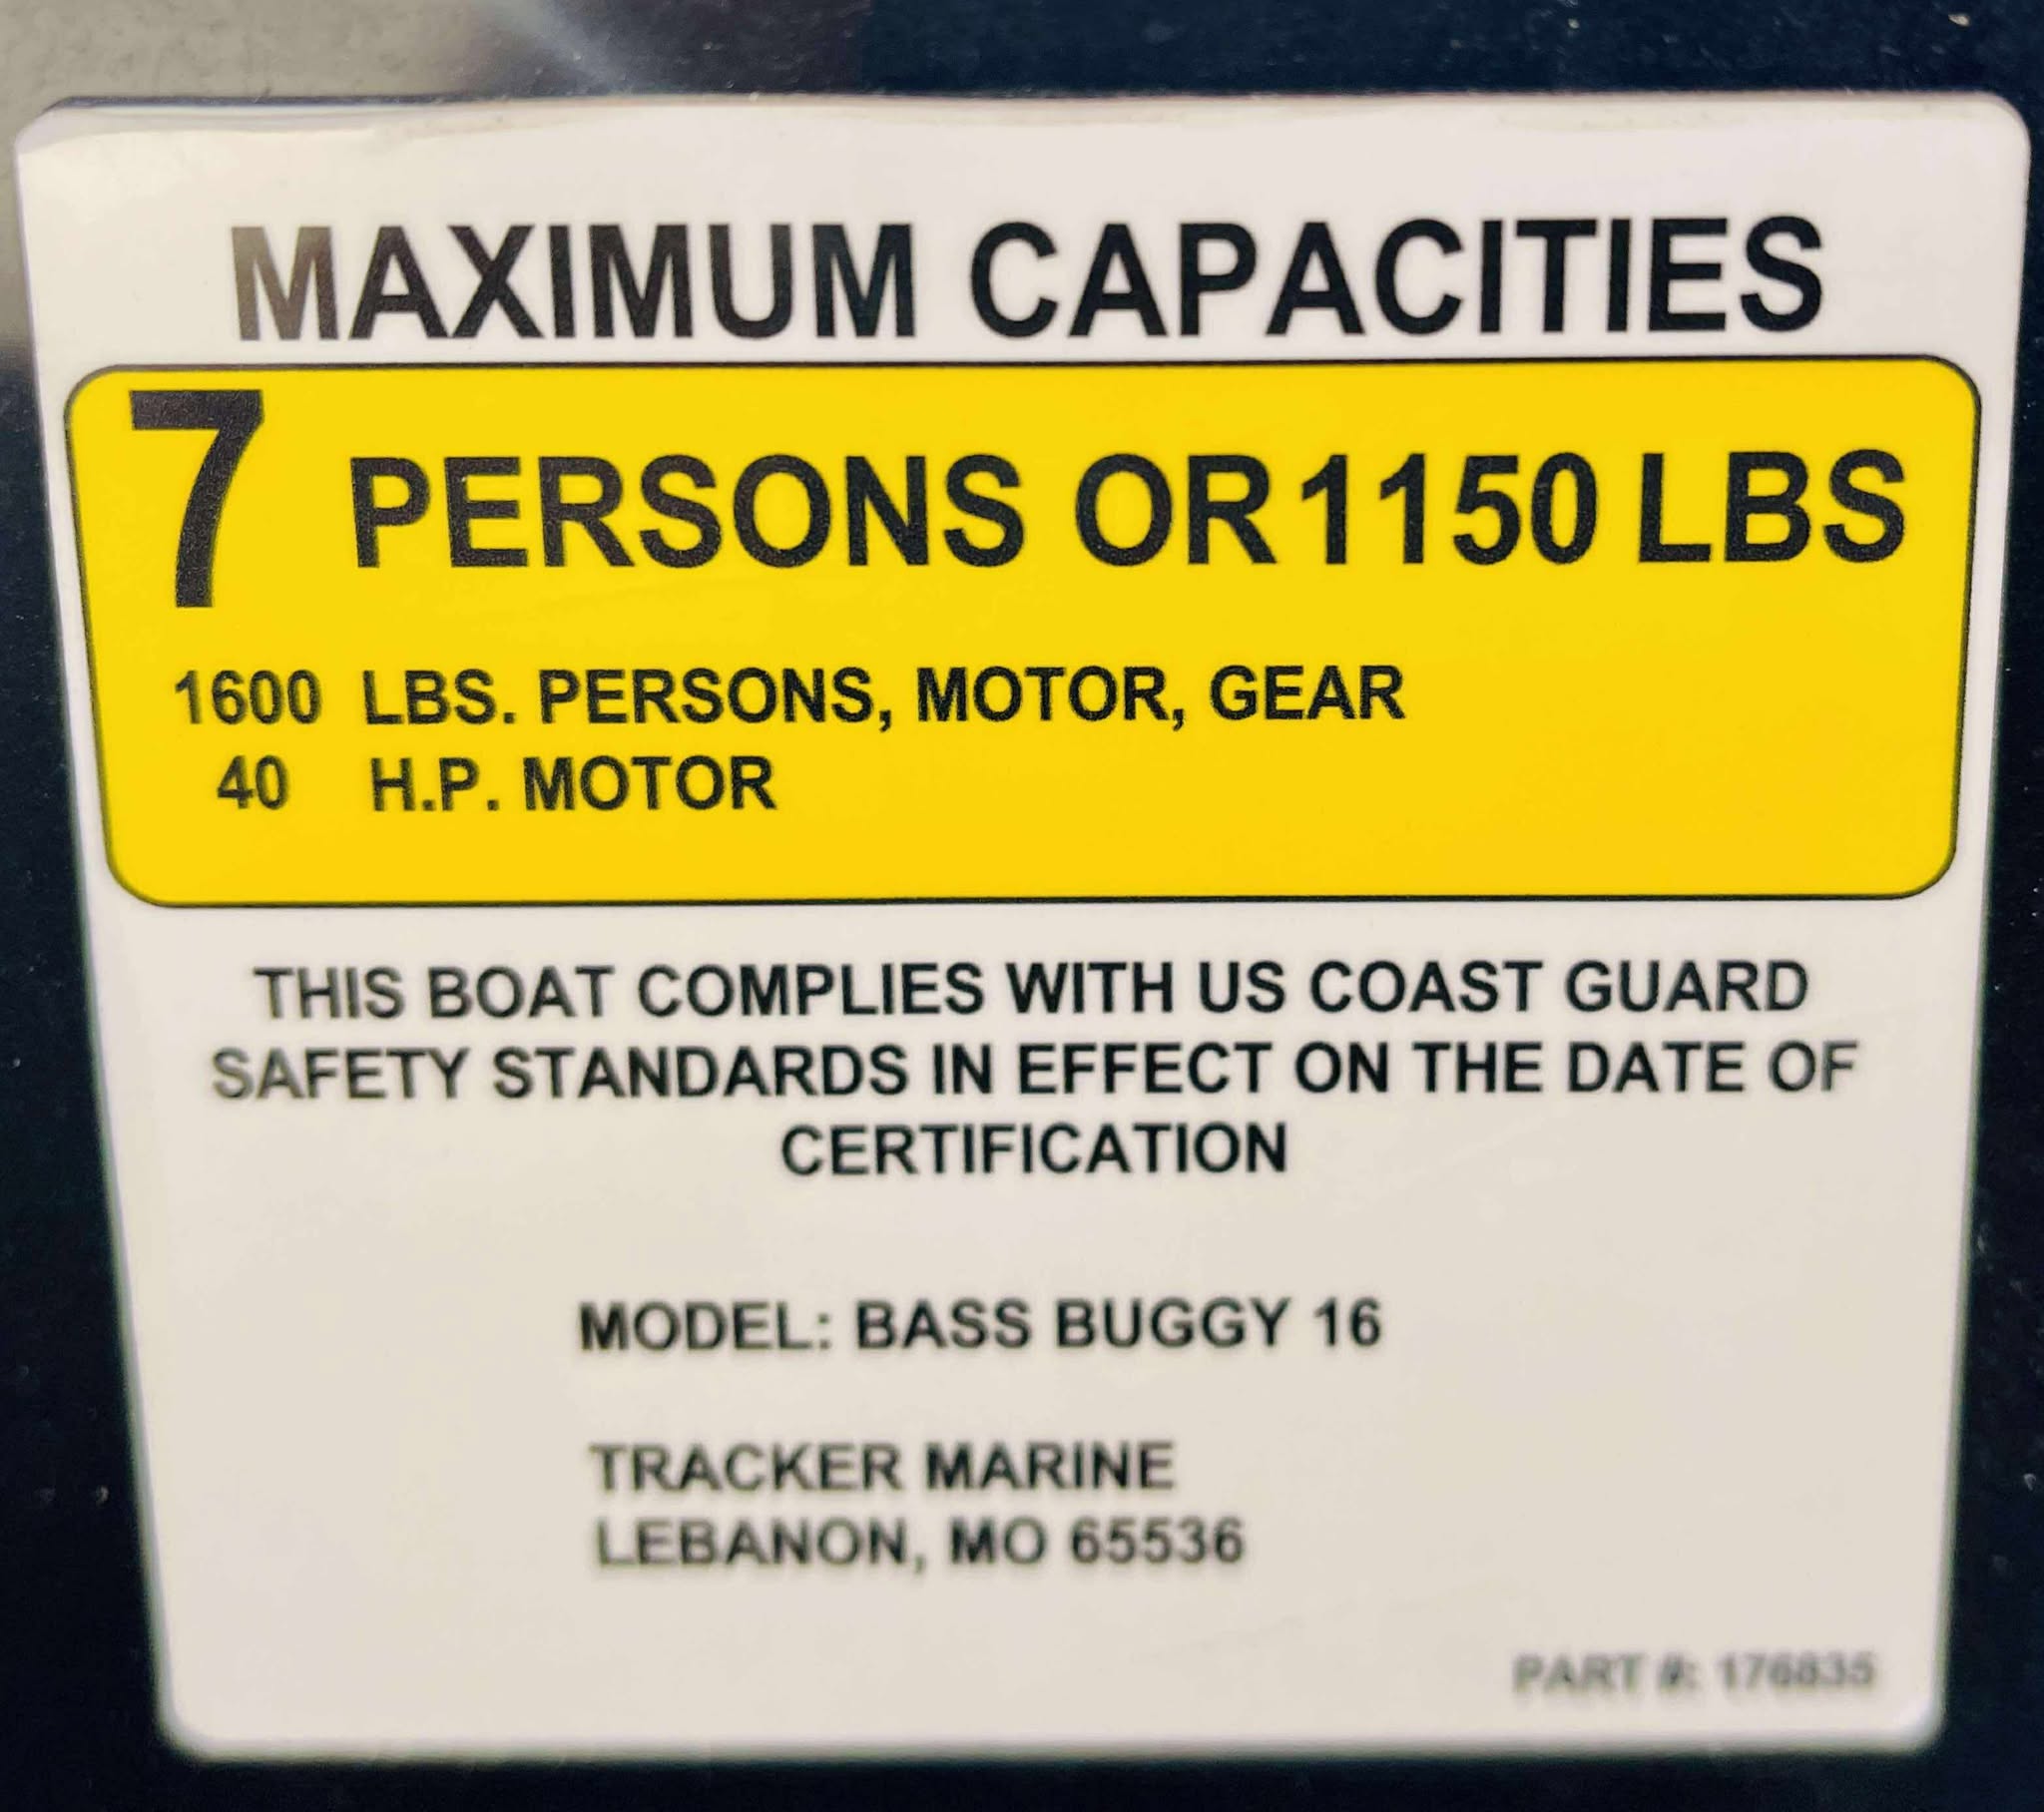 MAXIMUM CAPACITIES
7 PERSONS OR 1150 LBS
1600 LBS. PERSONS, MOTOR, GEAR
40 H.P. MOTOR
THIS BOAT COMPLIES WITH US COAST GUARD
SAFETY STANDARDS IN EFFECT ON THE DATE OF
CERTIFICATION
MODEL: BASS BUGGY 16
TRACKER MARINE
LEBANON, MO 65536
PART #: